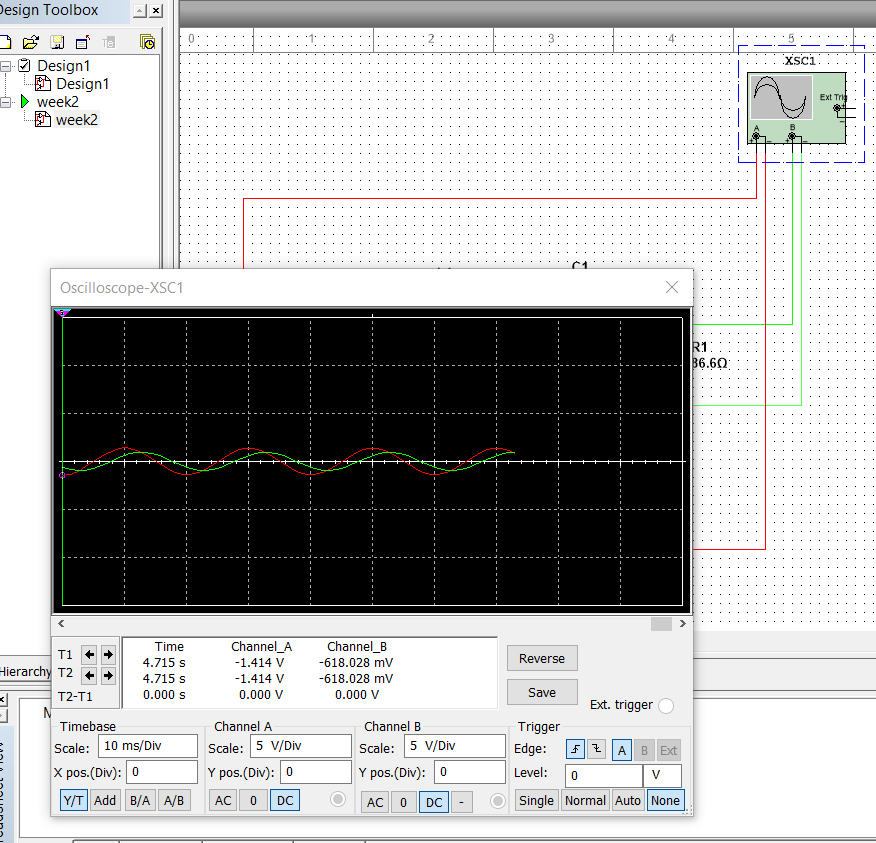 Design Toolbox
Design1
Design1
week2
week2
0 1 2 3 4 5
XSC1
Ext Trig
A B
C1
R1
86.6Ω
Oscilloscope-XSC1
Time Channel_A Channel_B
T1 4.715 s -1.414 V -618.028 mV
T2 4.715 s -1.414 V -618.028 mV
T2-T1 0.000 s 0.000 V 0.000 V
Reverse
Save
Ext. trigger
Hierarchy
Timebase
Scale: 10 ms/Div
X pos.(Div): 0
Y/T Add B/A A/B
Channel A
Scale: 5 V/Div
Y pos.(Div): 0
AC 0 DC
Channel B
Scale: 5 V/Div
Y pos.(Div): 0
AC 0 DC -
Trigger
Edge: A B Ext
Level: 0 V
Single Normal Auto None